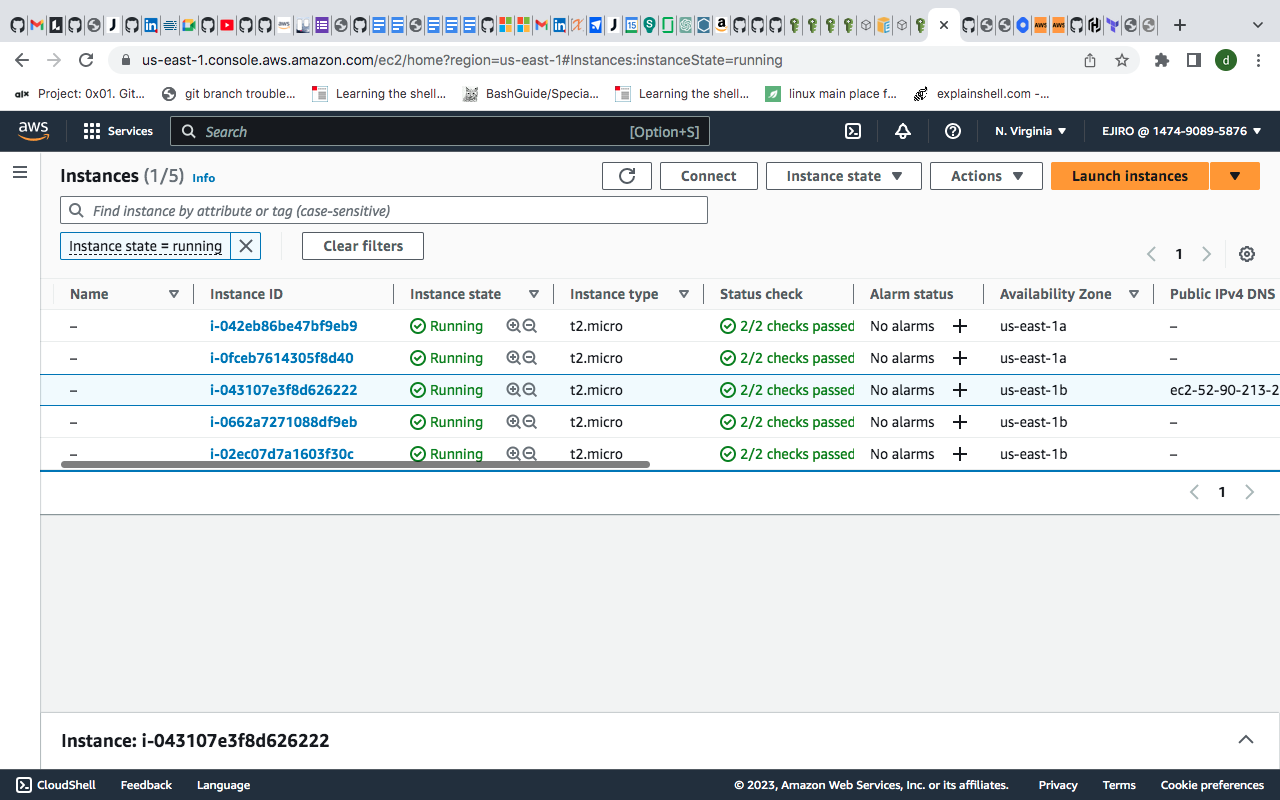 us-east-1.console.aws.amazon.com/ec2/home?region=us-east-1#Instances:instanceState=running
d
alx Project: 0x01. Git... git branch trouble... Learning the shell... BashGuide/Specia... Learning the shell... linux main place f... explainshell.com -...
aws Services Search [Option+S] N. Virginia EJIRO @ 1474-9089-5876
Instances (1/5) Info Connect Instance state Actions Launch instances
Find instance by attribute or tag (case-sensitive)
Instance state = running Clear filters
1
Name Instance ID Instance state Instance type Status check Alarm status Availability Zone Public IPv4 DNS
– i-042eb86be47bf9eb9 Running t2.micro 2/2 checks passed No alarms + us-east-1a –
– i-0fceb7614305f8d40 Running t2.micro 2/2 checks passed No alarms + us-east-1a –
– i-043107e3f8d626222 Running t2.micro 2/2 checks passed No alarms + us-east-1b ec2-52-90-213-2
– i-0662a7271088df9eb Running t2.micro 2/2 checks passed No alarms + us-east-1b –
– i-02ec07d7a1603f30c Running t2.micro 2/2 checks passed No alarms + us-east-1b –
1
Instance: i-043107e3f8d626222
CloudShell Feedback Language © 2023, Amazon Web Services, Inc. or its affiliates. Privacy Terms Cookie preferences